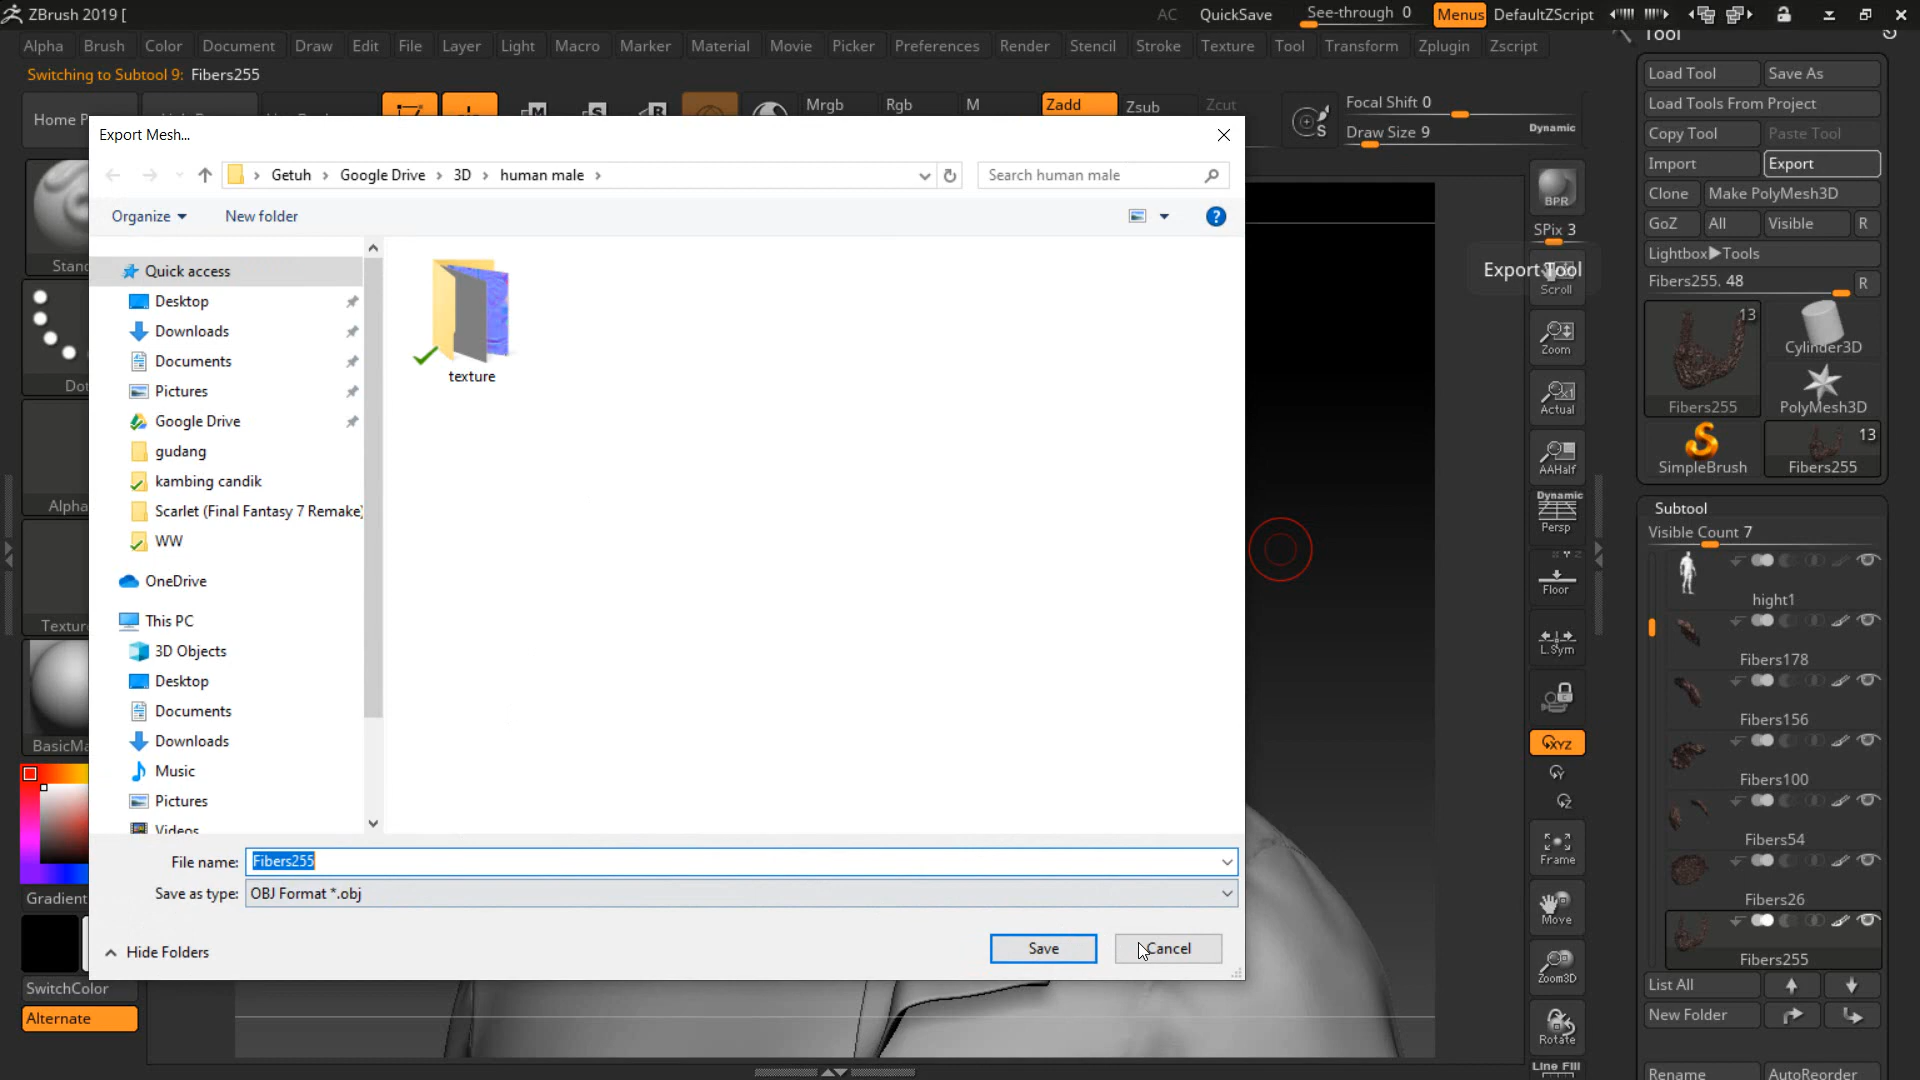 ZBrush 2019 [
AC QuickSave See-through 0 Menus DefaultZScript
Alpha Brush Color Document Draw Edit File Layer Light Macro Marker Material Movie Picker Preferences Render Stencil Stroke Texture Tool Transform Zplugin Zscript
Switching to Subtool 9: Fibers255
Mrgb Rgb M Zadd Zsub Zcut
Focal Shift 0
Draw Size 9 Dynamic
Export Mesh...
Getuh › Google Drive › 3D › human male ›
Search human male
Organize New folder
Quick access
Desktop
Downloads
Documents
Pictures
Google Drive
gudang
kambing candik
Scarlet (Final Fantasy 7 Remake)
WW
OneDrive
This PC
3D Objects
Desktop
Documents
Downloads
Music
Pictures
Videos
texture
File name: Fibers255
Save as type: OBJ Format *.obj
Hide Folders
Save Cancel
Alpha
BasicMa
Gradient
SwitchColor
Alternate
BPR
SPix 3
Export Tool
Scroll
Zoom
Actual
AAHalf
Dynamic
Persp
Floor
L.Sym
XYZ
Frame
Move
Zoom3D
Rotate
Line Fill
Tool
Load Tool Save As
Load Tools From Project
Copy Tool Paste Tool
Import Export
Clone Make PolyMesh3D
GoZ All Visible R
Lightbox▶Tools
Fibers255. 48 R
13
Fibers255
Cylinder3D
PolyMesh3D
SimpleBrush
13
Fibers255
Subtool
Visible Count 7
hight1
Fibers178
Fibers156
Fibers100
Fibers54
Fibers26
Fibers255
List All
New Folder
Rename AutoReorder